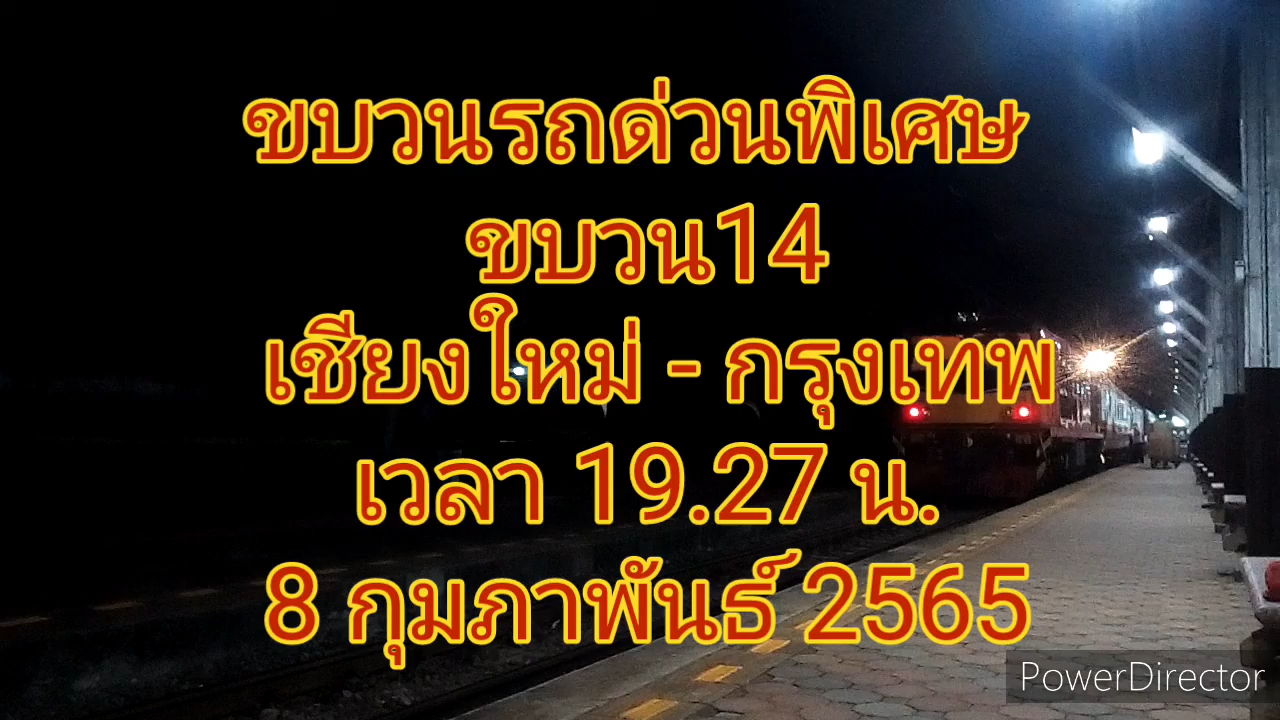 ขบวนรถด่วนพิเศษ
ขบวน14
เชียงใหม่ - กรุงเทพ
เวลา 19.27 น.
8 กุมภาพันธ์ 2565
PowerDirector